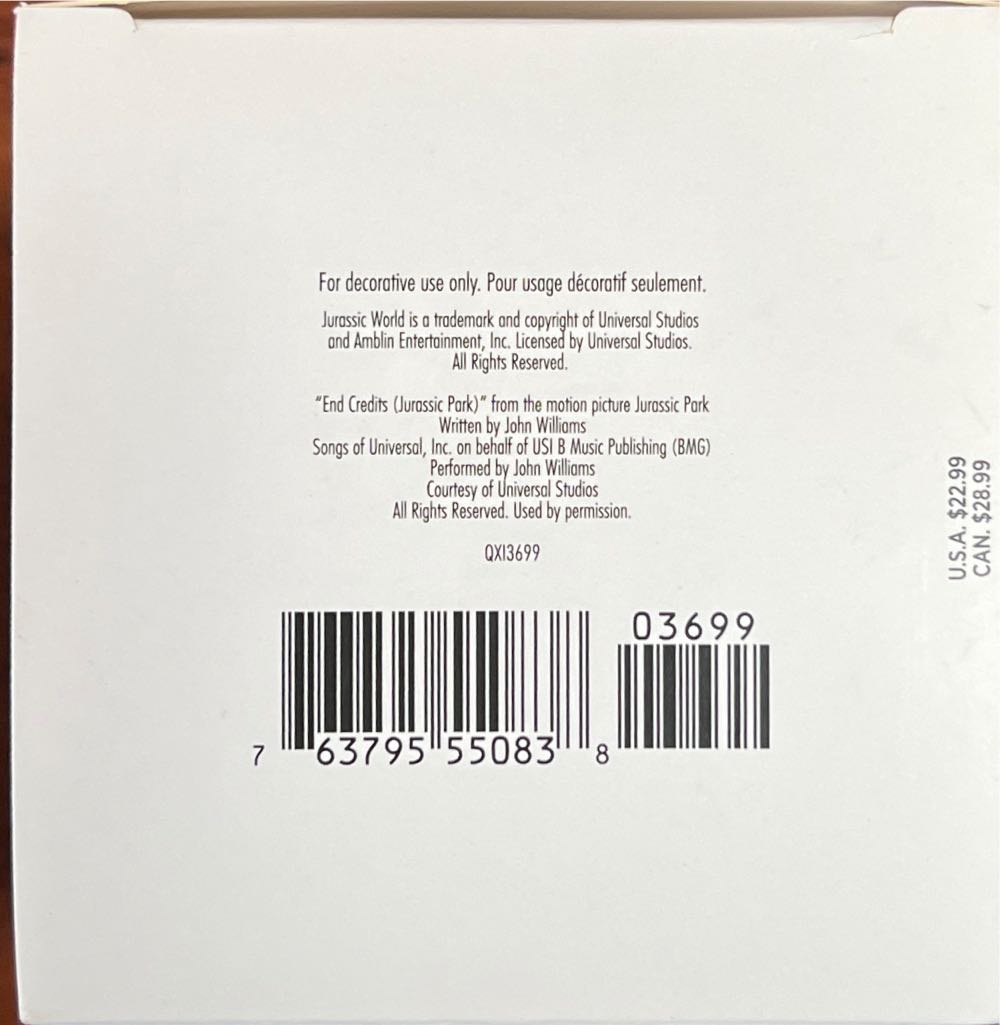 For decorative use only. Pour usage décoratif seulement.
Jurassic World is a trademark and copyright of Universal Studios
and Amblin Entertainment, Inc. Licensed by Universal Studios.
All Rights Reserved.
"End Credits (Jurassic Park)" from the motion picture Jurassic Park
Written by John Williams
Songs of Universal, Inc. on behalf of USI B Music Publishing (BMG)
Performed by John Williams
Courtesy of Universal Studios
All Rights Reserved. Used by permission.
QXI3699
03699
7 63795 55083 8
U.S.A. $22.99
CAN. $28.99